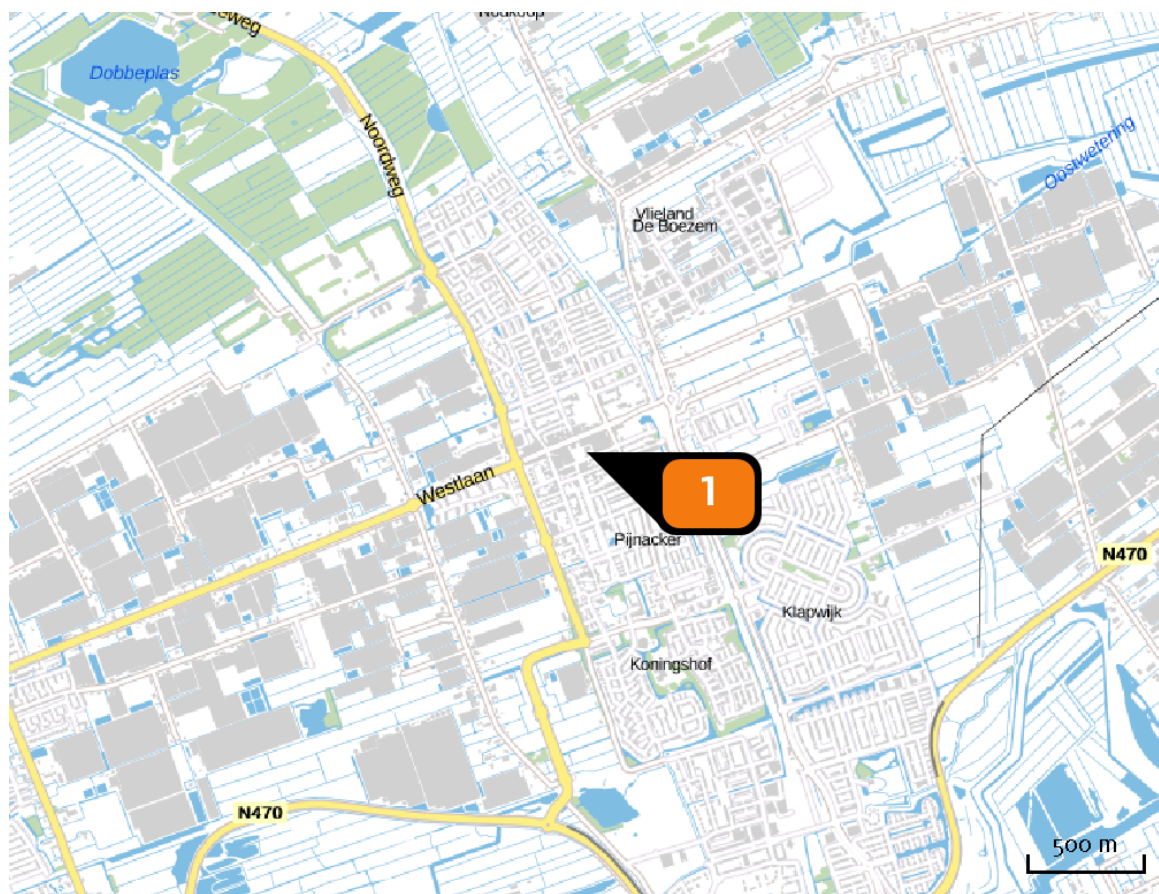 Dobbeplas
Noordweg
Oostwetering
Vlieland
De Boezem
Westlaan
1
Pijnacker
N470
Klapwijk
Koningshof
N470
500 m